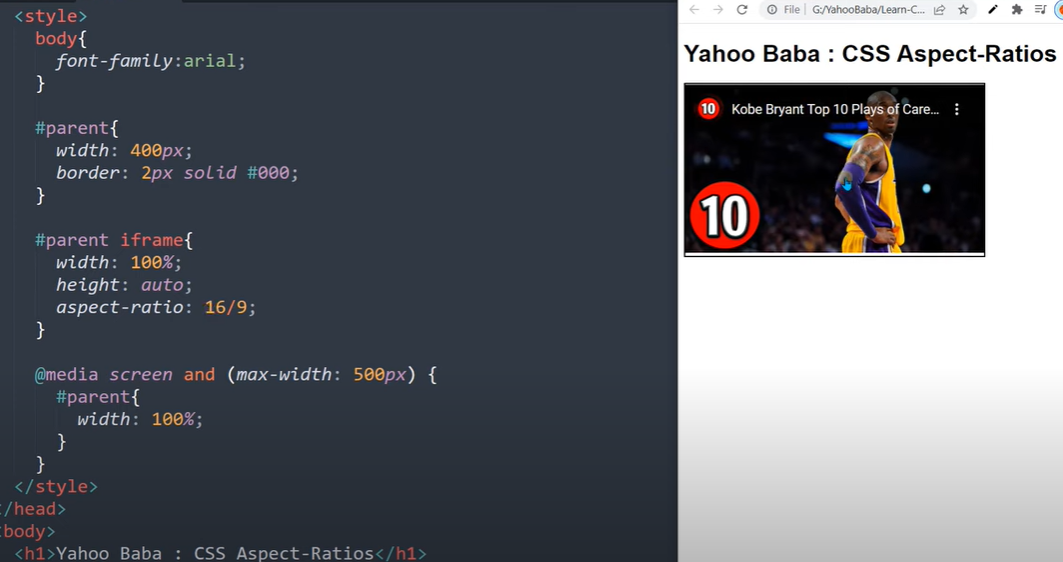 <style>
body{
font-family:arial;
}
#parent{
width: 400px;
border: 2px solid #000;
}
#parent iframe{
width: 100%;
height: auto;
aspect-ratio: 16/9;
}
@media screen and (max-width: 500px) {
#parent{
width: 100%;
}
}
</style>
</head>
<body>
<h1>Yahoo Baba : CSS Aspect-Ratios</h1>
File
G:/YahooBaba/Learn-C...
Yahoo Baba : CSS Aspect-Ratios
10 Kobe Bryant Top 10 Plays of Care...
10